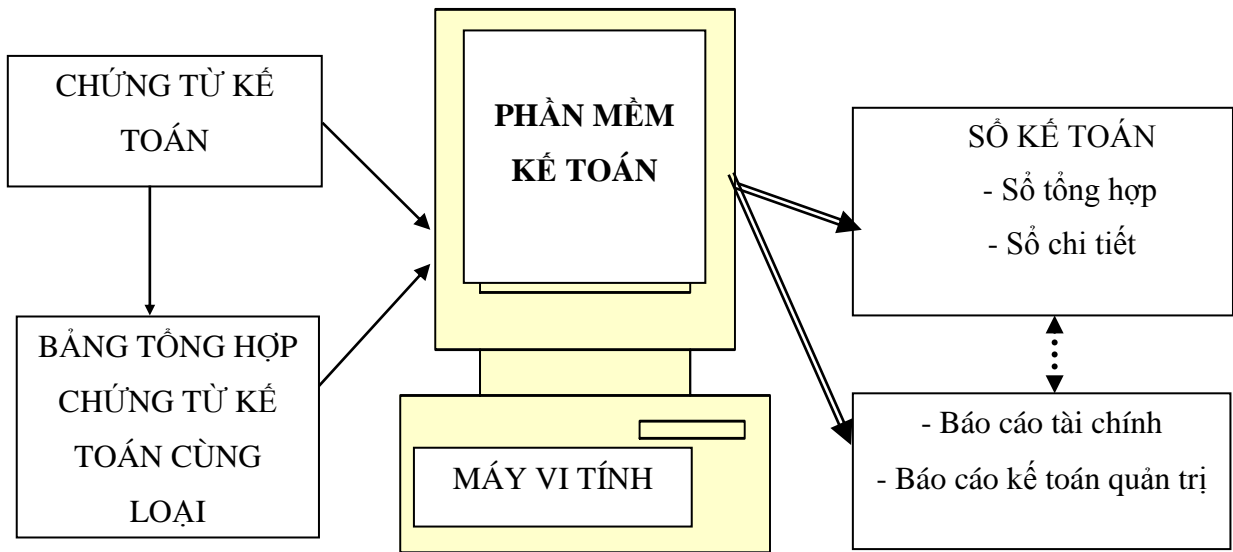 CHỨNG TỪ KẾ
TOÁN
BẢNG TỔNG HỢP
CHỨNG TỪ KẾ
TOÁN CÙNG
LOẠI
PHẦN MỀM
KẾ TOÁN
MÁY VI TÍNH
SỔ KẾ TOÁN
- Sổ tổng hợp
- Sổ chi tiết
- Báo cáo tài chính
- Báo cáo kế toán quản trị